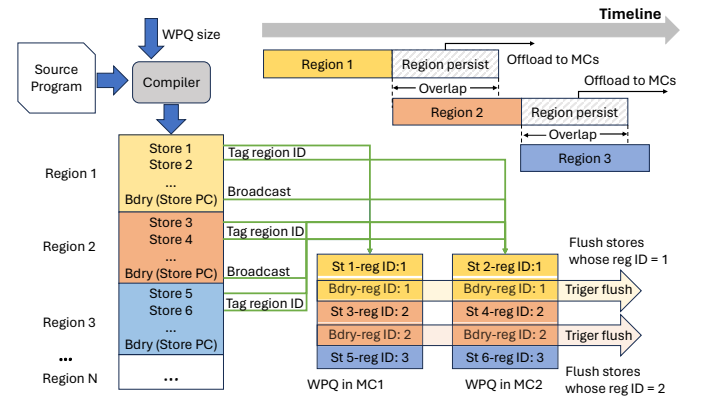 Timeline
WPQ size
Source
Program
Compiler
Region 1
Region persist
Offload to MCs
Overlap
Region 2
Region persist
Offload to MCs
Overlap
Region 3
Region 1
Store 1
Store 2
...
Bdry (Store PC)
Tag region ID
Broadcast
Region 2
Store 3
Store 4
...
Bdry (Store PC)
Tag region ID
Broadcast
Region 3
Store 5
Store 6
...
Bdry (Store PC)
Tag region ID
...
Region N
...
St 1-reg ID:1
Bdry-reg ID: 1
St 3-reg ID: 2
Bdry-reg ID: 2
St 5-reg ID: 3
WPQ in MC1
St 2-reg ID:1
Bdry-reg ID: 1
St 4-reg ID: 2
Bdry-reg ID: 2
St 6-reg ID: 3
WPQ in MC2
Flush stores
whose reg ID = 1
Triger flush
Triger flush
Flush stores
whose reg ID = 2